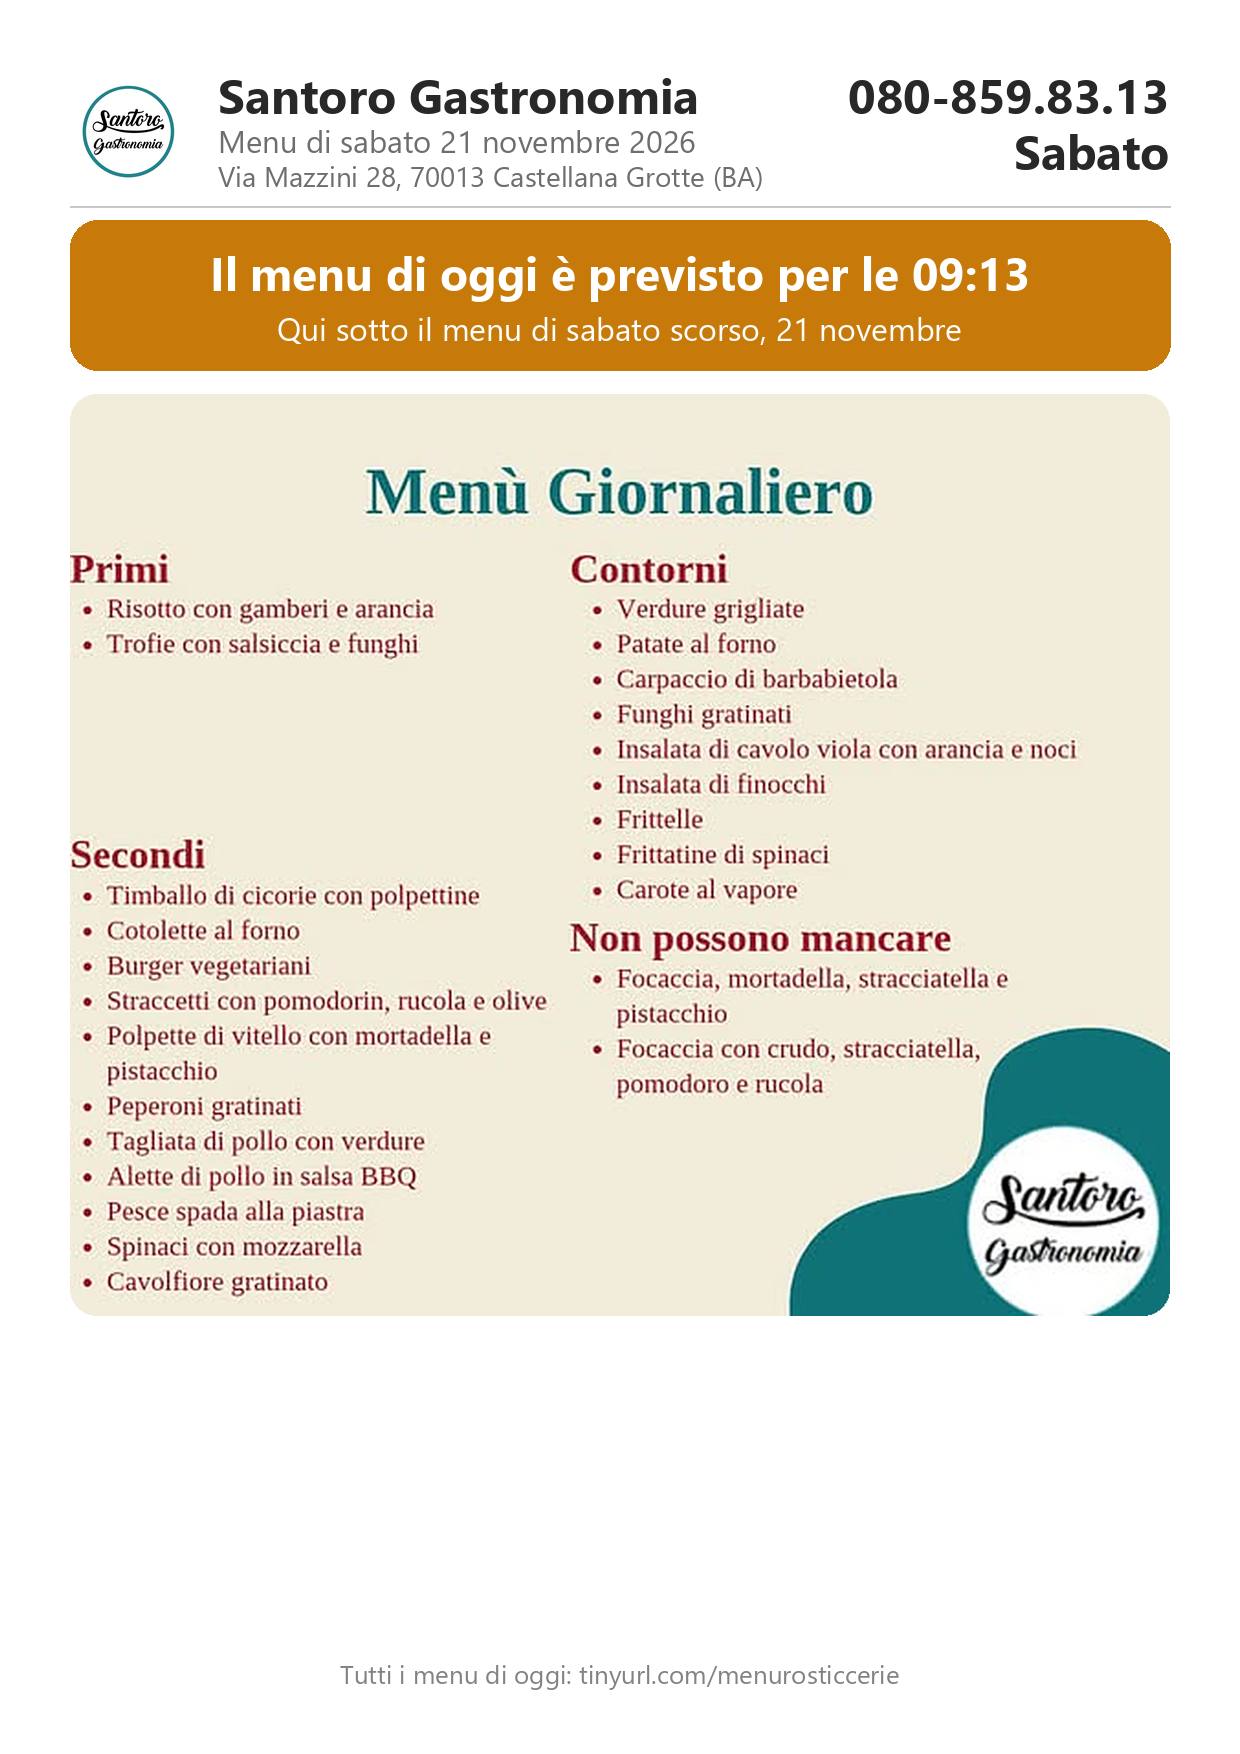 Santoro
Gastronomia
Santoro Gastronomia
Menu di sabato 21 novembre 2026
Via Mazzini 28, 70013 Castellana Grotte (BA)
080-859.83.13
Sabato
Il menu di oggi è previsto per le 09:13
Qui sotto il menu di sabato scorso, 21 novembre
Menù Giornaliero
Primi
• Risotto con gamberi e arancia
• Trofie con salsiccia e funghi
Secondi
• Timballo di cicorie con polpettine
• Cotolette al forno
• Burger vegetariani
• Straccetti con pomodorin, rucola e olive
• Polpette di vitello con mortadella e
pistacchio
• Peperoni gratinati
• Tagliata di pollo con verdure
• Alette di pollo in salsa BBQ
• Pesce spada alla piastra
• Spinaci con mozzarella
• Cavolfiore gratinato
Contorni
• Verdure grigliate
• Patate al forno
• Carpaccio di barbabietola
• Funghi gratinati
• Insalata di cavolo viola con arancia e noci
• Insalata di finocchi
• Frittelle
• Frittatine di spinaci
• Carote al vapore
Non possono mancare
• Focaccia, mortadella, stracciatella e
pistacchio
• Focaccia con crudo, stracciatella,
pomodoro e rucola
Santoro
Gastronomia
Tutti i menu di oggi: tinyurl.com/menurosticcerie